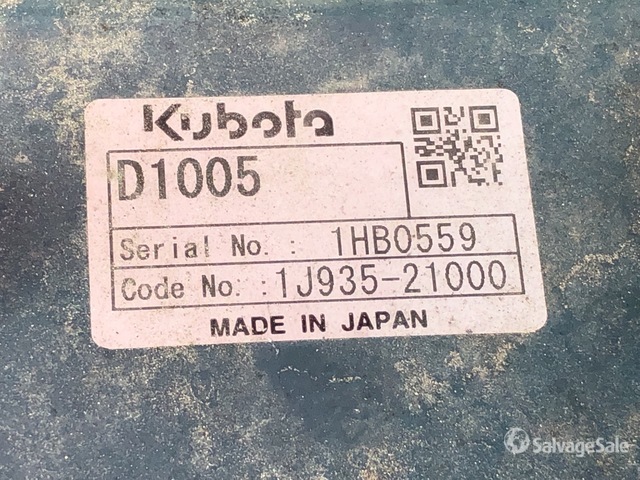 Kubota
D1005
Serial No. : 1HB0559
Code No. : 1J935-21000
MADE IN JAPAN
SalvageSale